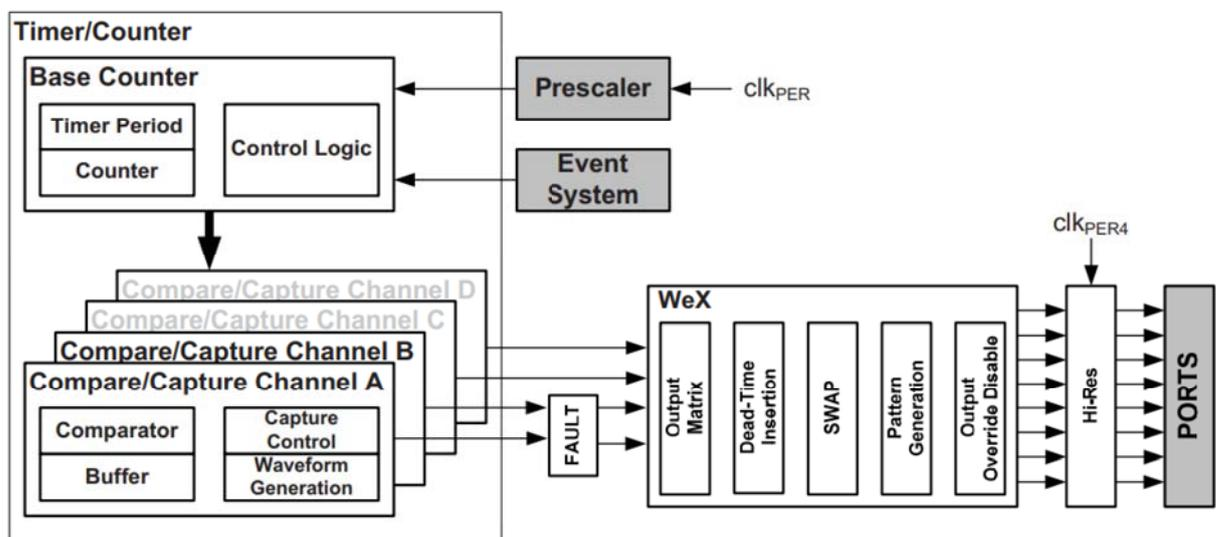 Timer/Counter
Base Counter
Timer Period
Counter
Control Logic
Prescaler
clkPER
Event
System
clkPER4
Compare/Capture Channel D
Compare/Capture Channel C
Compare/Capture Channel B
Compare/Capture Channel A
Comparator
Buffer
Capture
Control
Waveform
Generation
FAULT
WeX
Output
Matrix
Dead-Time
Insertion
SWAP
Pattern
Generation
Output
Override Disable
Hi-Res
PORTS